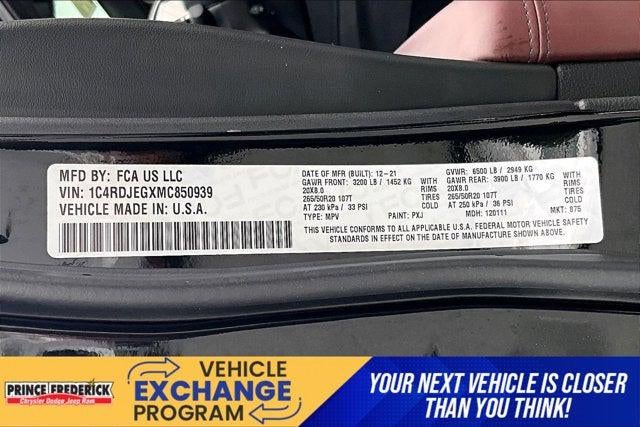 MFD BY: FCA US LLC
VIN: 1C4RDJEGXMC850939
VEHICLE MADE IN: U.S.A.
DATE OF MFR (BUILT): 12-21
GAWR FRONT: 3200 LB / 1452 KG
20X8.0
265/50R20 107T
AT 230 kPa / 33 PSI
TYPE: MPV
RIMS
TIRES
COLD
PAINT: PXJ
GVWR: 6500 LB / 2949 KG
GAWR REAR: 3900 LB / 1770 KG
20X8.0
265/50R20 107T
AT 250 kPa / 36 PSI
MDH: 120111
RIMS
TIRES
COLD
MKT: 875
THIS VEHICLE CONFORMS TO ALL APPLICABLE U.S.A. FEDERAL MOTOR VEHICLE SAFETY
STANDARDS IN EFFECT ON THE DATE OF MANUFACTURE SHOWN ABOVE.
PRINCE FREDERICK
Chrysler Dodge Jeep Ram
VEHICLE
EXCHANGE
PROGRAM
YOUR NEXT VEHICLE IS CLOSER
THAN YOU THINK!